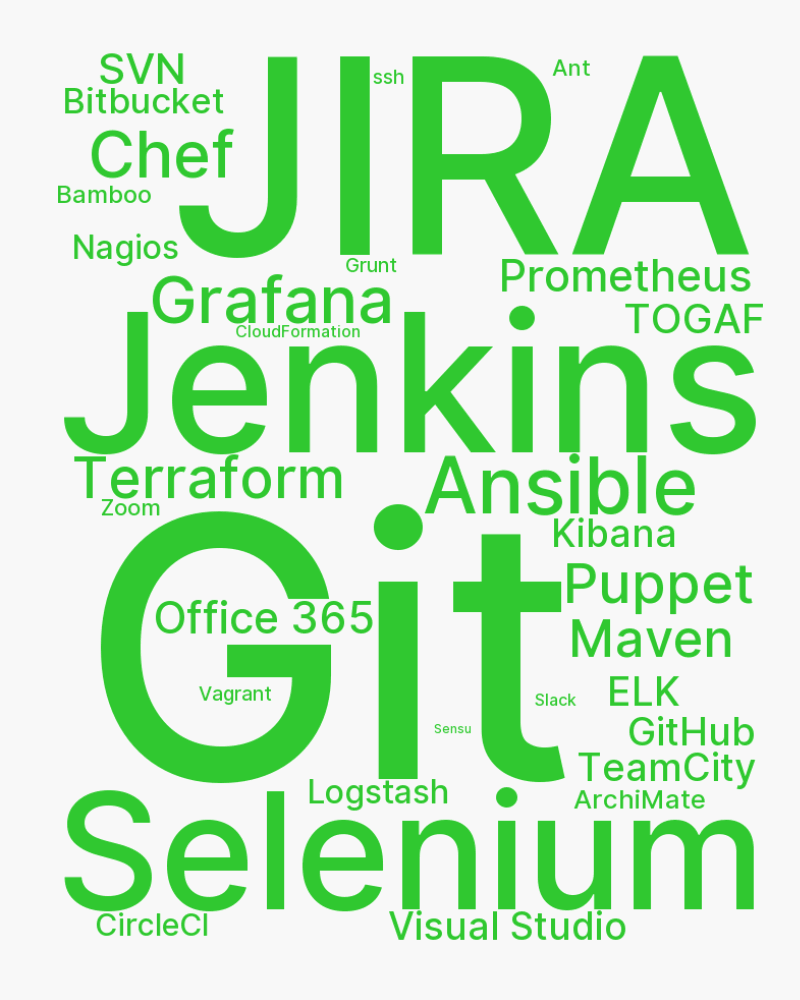 SVN
JIRA
ssh
Ant
Bitbucket
Chef
Bamboo
Nagios
Grunt
Prometheus
Grafana
TOGAF
CloudFormation
Jenkins
Terraform
Ansible
Zoom
Git
Kibana
Puppet
Office 365
Maven
Vagrant
Slack
ELK
Sensu
GitHub
TeamCity
Logstash
ArchiMate
Selenium
CircleCI
Visual Studio